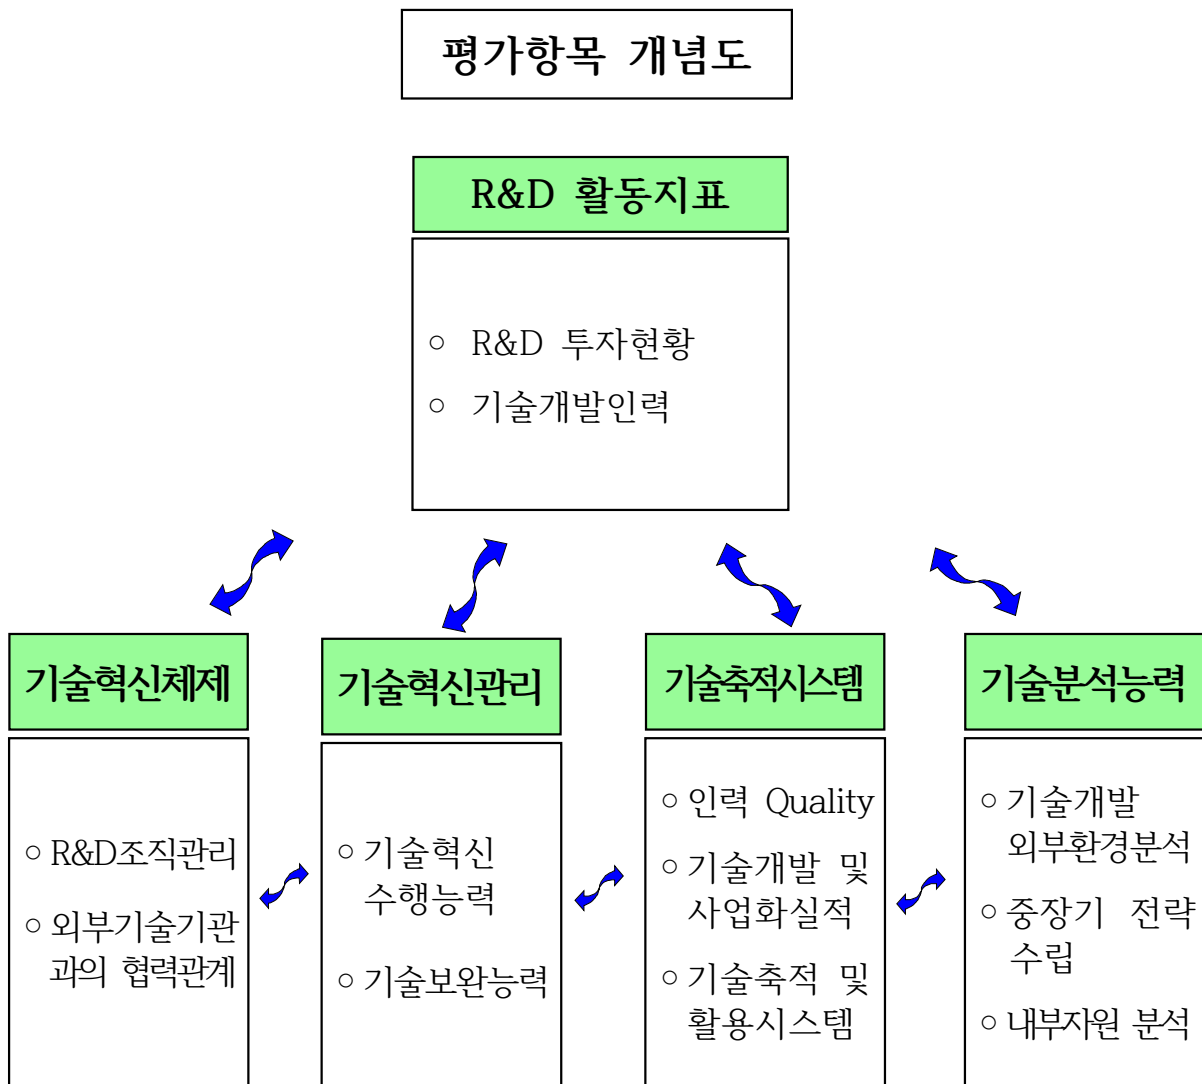 평가항목 개념도
R&D 활동지표
○ R&D 투자현황
○ 기술개발인력
기술혁신체제
○ R&D조직관리
○ 외부기술기관
과의 협력관계
기술혁신관리
○ 기술혁신
수행능력
○ 기술보완능력
기술축적시스템
○ 인력 Quality
○ 기술개발 및
사업화실적
○ 기술축적 및
활용시스템
기술분석능력
○ 기술개발
외부환경분석
○ 중장기 전략
수립
○ 내부자원 분석